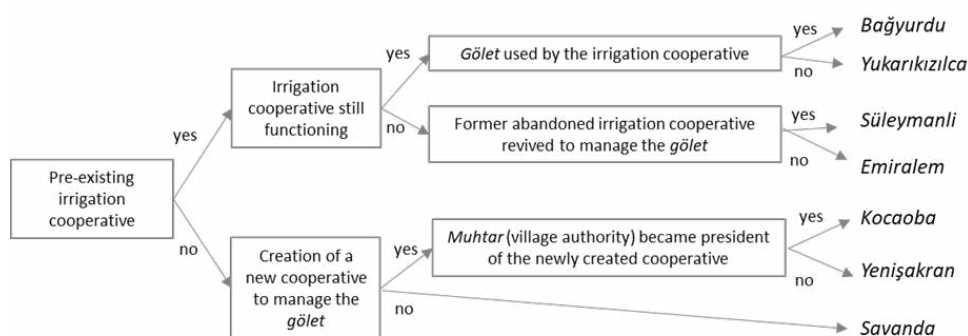 Pre-existing
irrigation
cooperative
yes
no
Irrigation
cooperative still
functioning
yes
no
Gölet used by the irrigation cooperative
yes
no
Bağyurdu
Yukarıkızılca
Former abandoned irrigation cooperative
revived to manage the gölet
yes
no
Süleymanli
Emiralem
Creation of a
new cooperative
to manage the
gölet
yes
no
Muhtar (village authority) became president
of the newly created cooperative
yes
no
Kocaoba
Yenişakran
Savanda